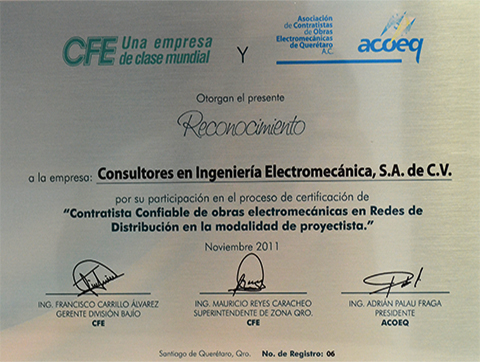 CFE Una empresa
de clase mundial
Y
Asociación
de Contratistas
de Obras
Electromecánicas
de Querétaro
A.C.
acoeq
Otorgan el presente
Reconocimiento
a la empresa: Consultores en Ingeniería Electromecánica, S.A. de C.V.
por su participación en el proceso de certificación de
“Contratista Confiable de obras electromecánicas en Redes de
Distribución en la modalidad de proyectista.”
Noviembre 2011
ING. FRANCISCO CARRILLO ÁLVAREZ
GERENTE DIVISIÓN BAJÍO
CFE
ING. MAURICIO REYES CARACHEO
SUPERINTENDENTE DE ZONA QRO.
CFE
ING. ADRIÁN PALAU FRAGA
PRESIDENTE
ACOEQ
Santiago de Querétaro, Qro. No. de Registro: 06